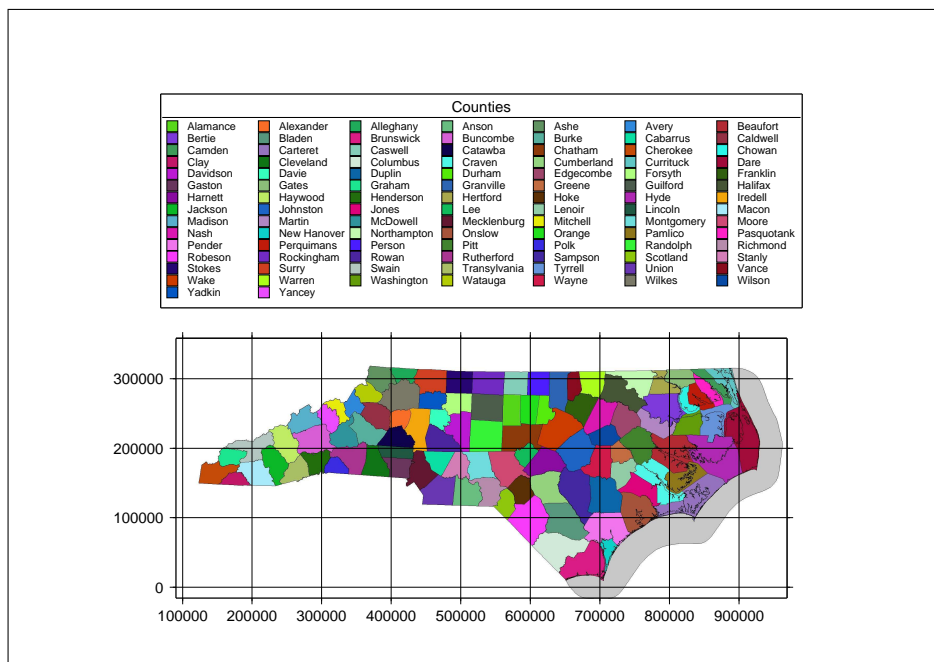 Counties
Alamance Alexander Alleghany Anson Ashe Avery Beaufort
Bertie Bladen Brunswick Buncombe Burke Cabarrus Caldwell
Camden Carteret Caswell Catawba Chatham Cherokee Chowan
Clay Cleveland Columbus Craven Cumberland Currituck Dare
Davidson Davie Duplin Durham Edgecombe Forsyth Franklin
Gaston Gates Graham Granville Greene Guilford Halifax
Harnett Haywood Henderson Hertford Hoke Hyde Iredell
Jackson Johnston Jones Lee Lenoir Lincoln Macon
Madison Martin McDowell Mecklenburg Mitchell Montgomery Moore
Nash New Hanover Northampton Onslow Orange Pamlico Pasquotank
Pender Perquimans Person Pitt Polk Randolph Richmond
Robeson Rockingham Rowan Rutherford Sampson Scotland Stanly
Stokes Surry Swain Transylvania Tyrrell Union Vance
Wake Warren Washington Watauga Wayne Wilkes Wilson
Yadkin Yancey
300000
200000
100000
0
100000 200000 300000 400000 500000 600000 700000 800000 900000